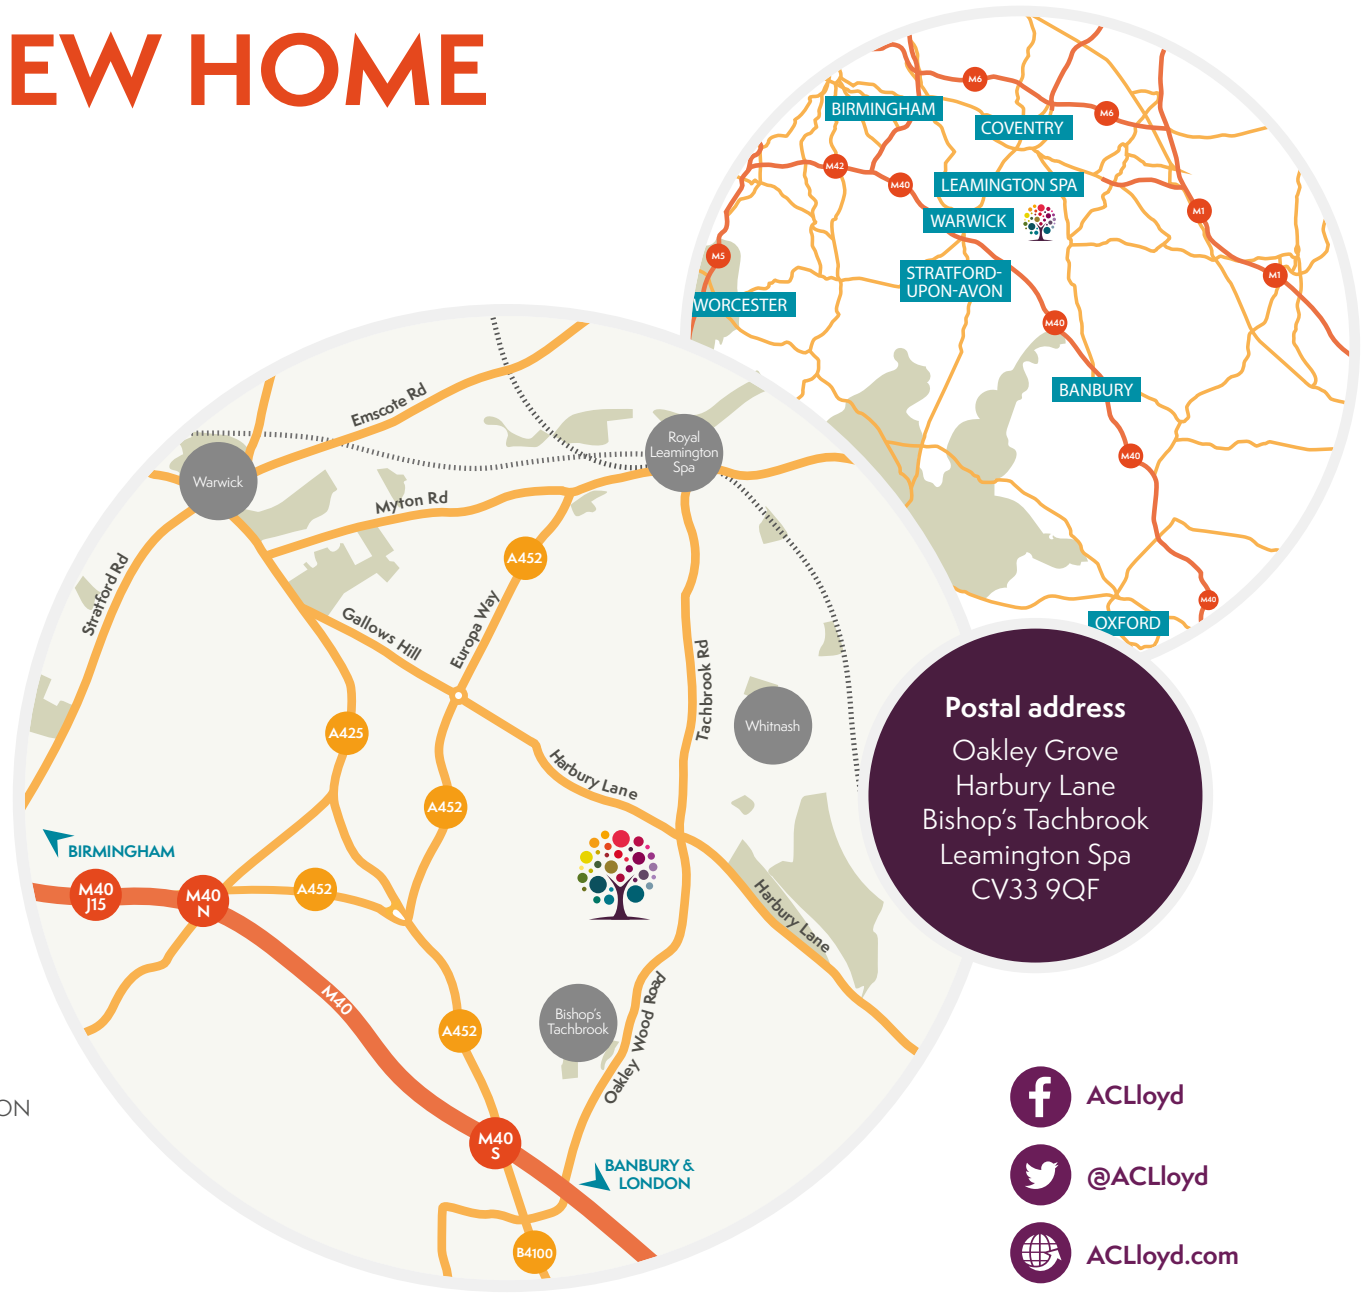 EW HOME
M6
M6
BIRMINGHAM
COVENTRY
M42
M40
LEAMINGTON SPA
WARWICK
M1
M5
STRATFORD-
UPON-AVON
M1
WORCESTER
M40
BANBURY
M40
M40
OXFORD
Emscote Rd
Royal
Leamington
Spa
Warwick
Myton Rd
A452
Stratford Rd
Gallows Hill
Europa Way
Tachbrook Rd
Whitnash
A425
Harbury Lane
A452
BIRMINGHAM
M40
J15
M40
N
A452
Harbury Lane
M40
A452
Bishop's
Tachbrook
Oakley Wood Road
M40
S
BANBURY &
LONDON
B4100
Postal address
Oakley Grove
Harbury Lane
Bishop's Tachbrook
Leamington Spa
CV33 9QF
ON
ACLloyd
@ACLloyd
ACLloyd.com